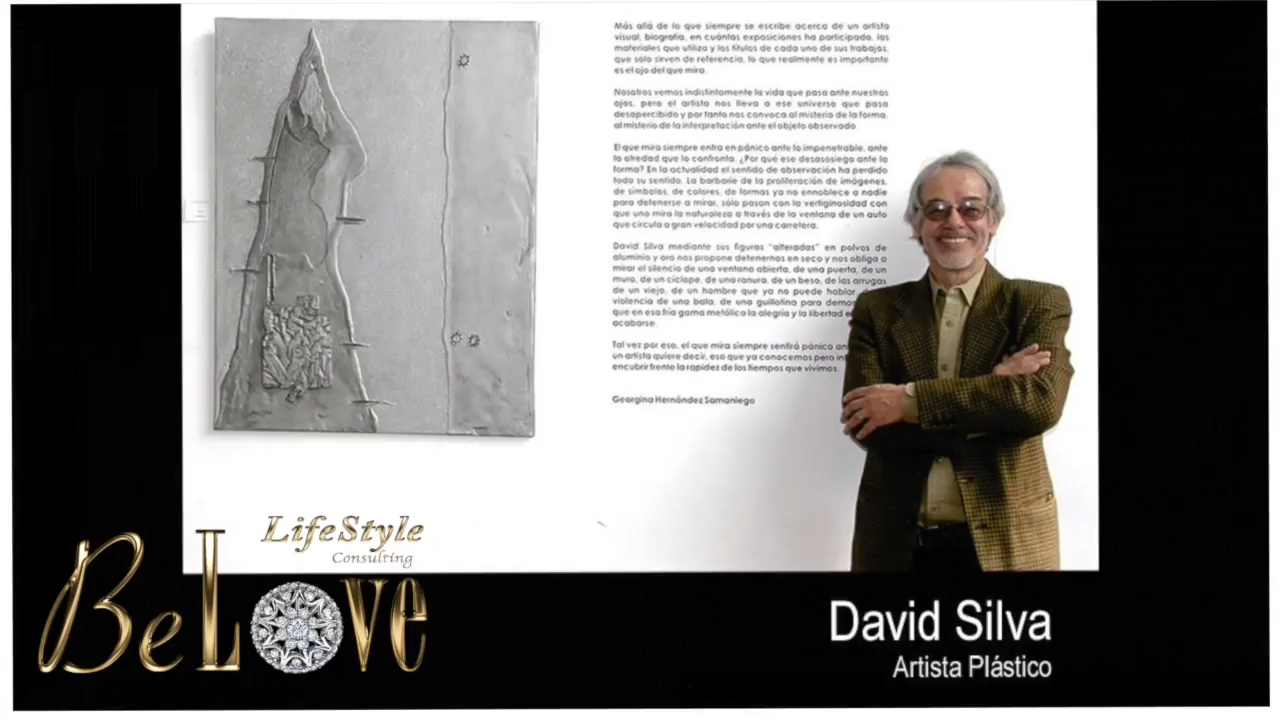 Más allá de lo que siempre se escribe acerca de un artista
visual, biografía, en cuántas exposiciones ha participado, los
materiales que utiliza y los títulos de cada uno de sus trabajos,
que solo sirven de referencia, lo que realmente es importante
es el ojo del que mira.
Nosotros vemos indistintamente la vida que pasa ante nuestros
ojos, pero el artista nos lleva a ese universo que pasa
desapercibido y por tanto nos convoca al misterio de la forma,
al misterio de la interpretación ante el objeto observado.
El que mira siempre entra en pánico ante lo impenetrable, ante
la otredad que lo confronta. ¿Por qué ese desasosiego ante la
forma? En la actualidad el sentido de observación ha perdido
todo su sentido. La barbarie de la proliferación de imágenes,
de símbolos, de colores, de formas ya no ennoblece a nadie
para detenerse a mirar, sólo pasan con la vertiginosidad con
que uno mira la naturaleza a través de la ventana de un auto
que circula a gran velocidad por una carretera.
David Silva mediante sus figuras "alteradas" en polvos de
aluminio y oro nos propone detenernos en seco y nos obliga a
mirar el silencio de una ventana abierta, de una puerta, de un
muro, de un cíclope, de una ranura, de un beso, de las arrugas
de un viejo, de un hombre que ya no puede hablar
violencia de una bala, de una guillotina para
que en esa fría gama metálica la alegría y la libertad
acabarse.
Tal vez por eso, el que mira siempre sentirá pánico
un artista quiere decir, eso que ya conocemos pero
encubrir frente la rapidez de los tiempos que vivimos.
Georgina Hernández Samaniego
LifeStyle
Consulting
BeLove
David Silva
Artista Plástico